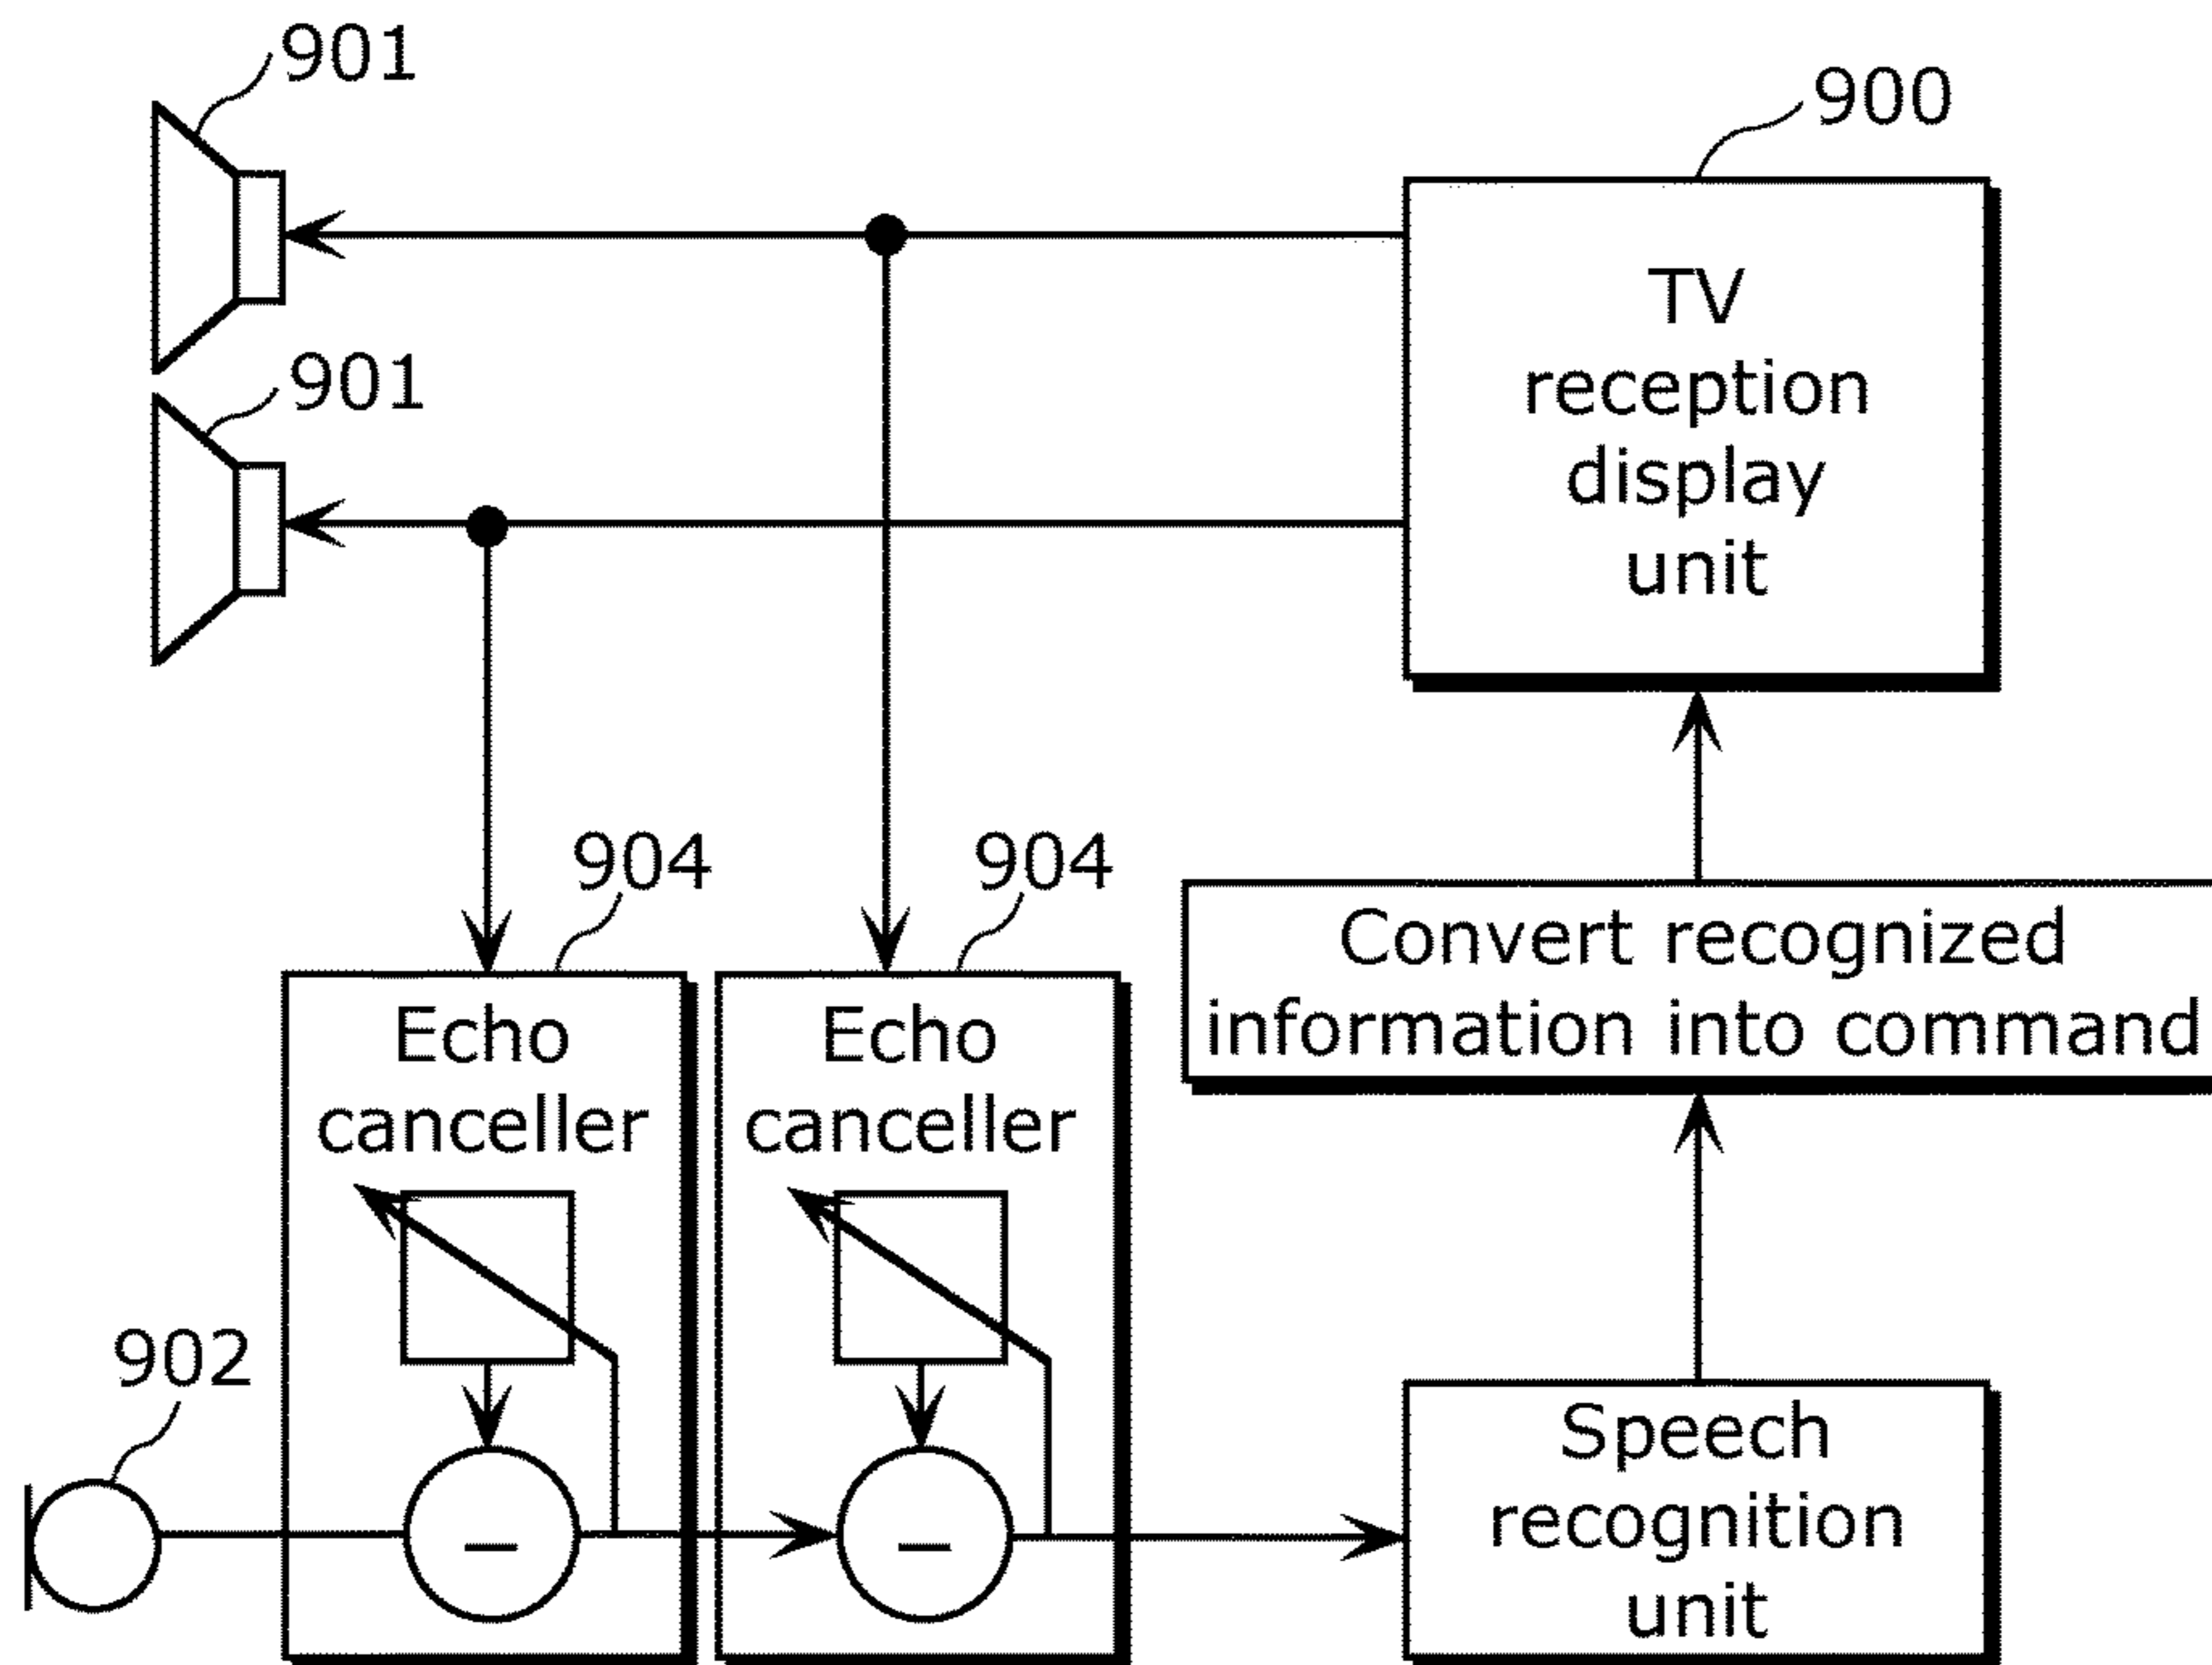 901
900
TV
reception
display
unit
901
904
904
Convert recognized
information into command
Echo
canceller
Echo
canceller
902
–
–
Speech
recognition
unit